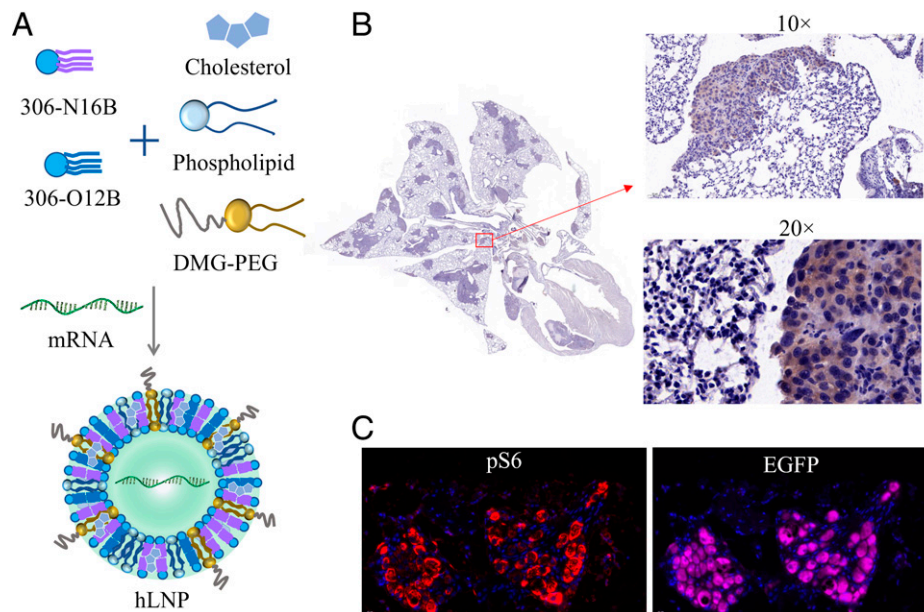 A
306-N16B
306-O12B
Cholesterol
Phospholipid
DMG-PEG
mRNA
hLNP
B
10×
20×
C
pS6
EGFP